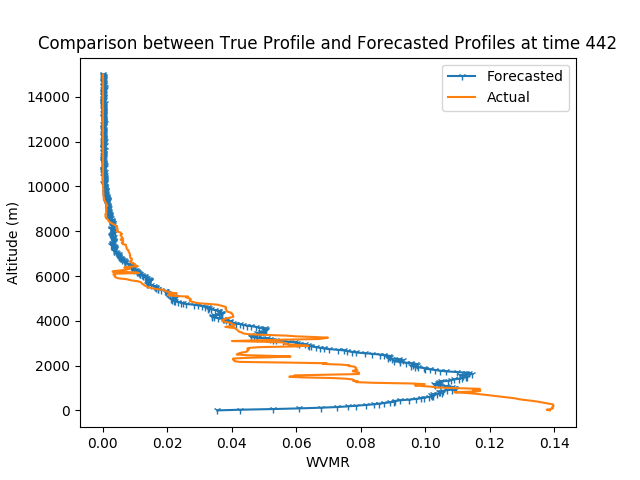 Comparison between True Profile and Forecasted Profiles at time 442
Forecasted
Actual
14000
12000
10000
8000
6000
4000
2000
0
Altitude (m)
0.00 0.02 0.04 0.06 0.08 0.10 0.12 0.14
WVMR